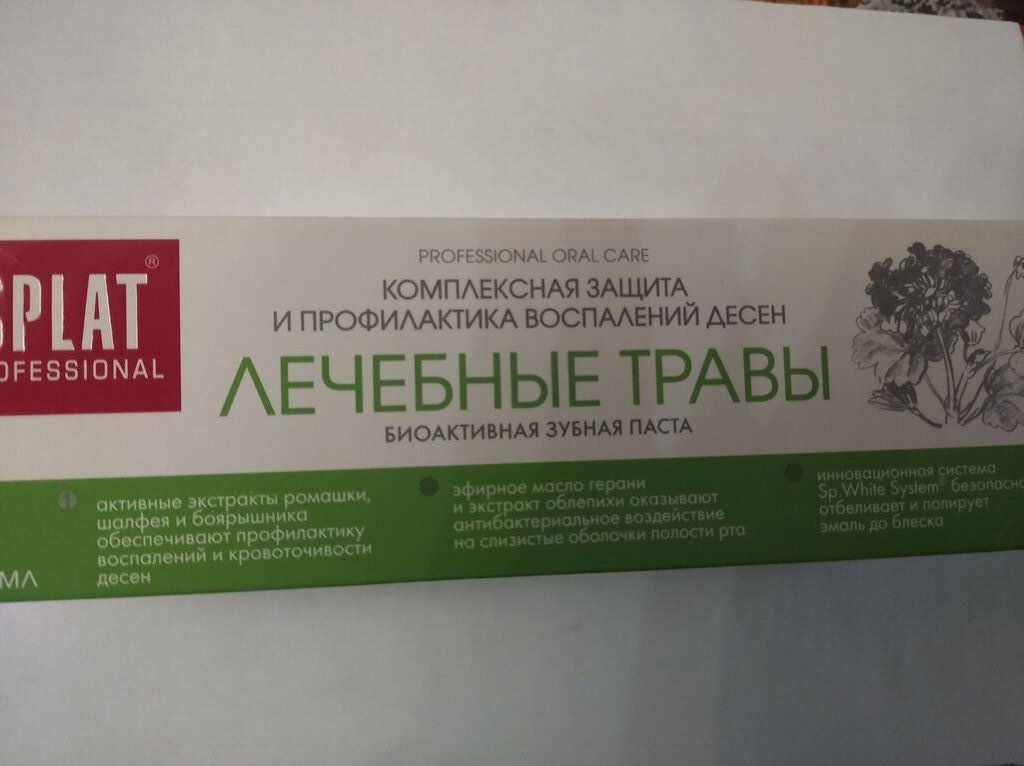 SPLAT®
PROFESSIONAL
PROFESSIONAL ORAL CARE
КОМПЛЕКСНАЯ ЗАЩИТА
И ПРОФИЛАКТИКА ВОСПАЛЕНИЙ ДЕСЕН
ЛЕЧЕБНЫЕ ТРАВЫ
БИОАКТИВНАЯ ЗУБНАЯ ПАСТА
активные экстракты ромашки,
шалфея и боярышника
обеспечивают профилактику
воспалений и кровоточивости
десен
эфирное масло герани
и экстракт облепихи оказывают
антибактериальное воздействие
на слизистые оболочки полости рта
инновационная система
Sp.White System® безопасно
отбеливает и полирует
эмаль до блеска
МЛ